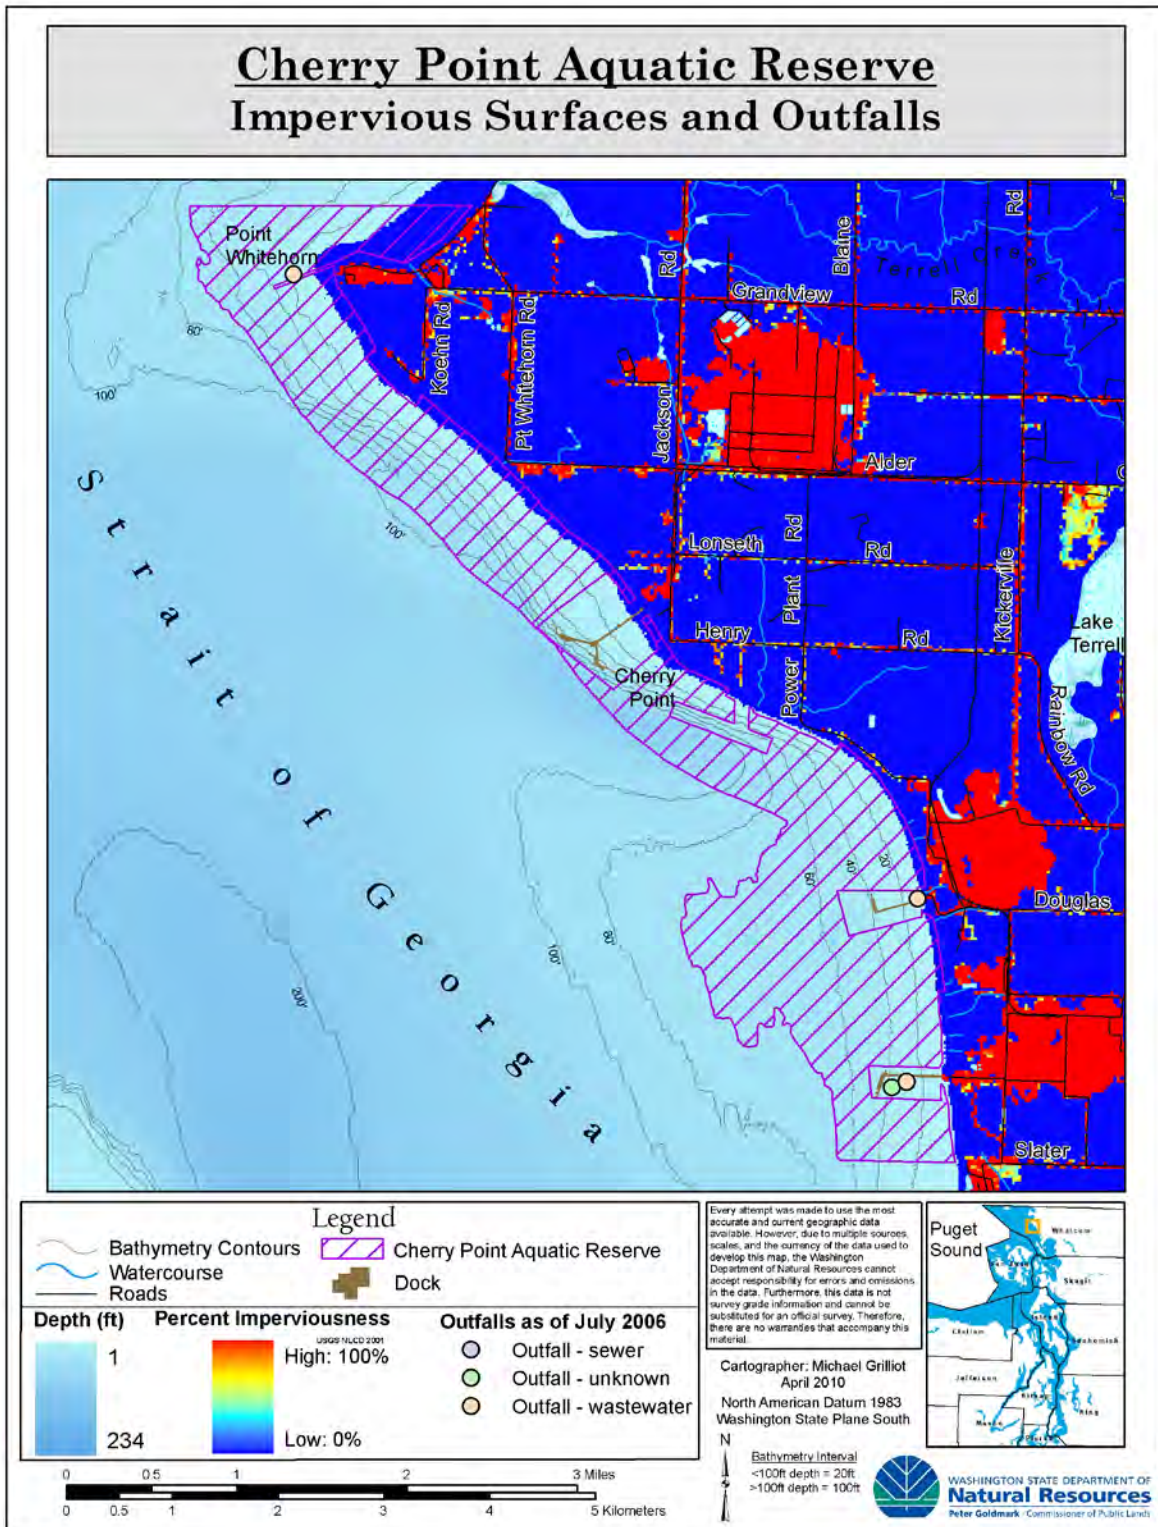 Cherry Point Aquatic Reserve
Impervious Surfaces and Outfalls
Point
Whitehorn
Koehn Rd
Pt Whitehorn Rd
Jackson
Rd
Blaine
Terrell Creek
Rd
Grandview
Rd
Alder
Lonseth
Rd
Plant
Rd
Power
Kickerville
Henry
Rd
Lake
Terrell
Rainbow Rd
Cherry
Point
Douglas
Slater
Strait of Georgia
60'
100'
100'
20'
40'
60'
80'
100'
200'
Legend
Bathymetry Contours
Watercourse
Roads
Cherry Point Aquatic Reserve
Dock
Depth (ft)
1
234
Percent Imperviousness
USGS NLCD 2001
High: 100%
Low: 0%
Outfalls as of July 2006
Outfall - sewer
Outfall - unknown
Outfall - wastewater
Every attempt was made to use the most
accurate and current geographic data
available. However, due to multiple sources,
scales, and the currency of the data used to
develop this map, the Washington
Department of Natural Resources cannot
accept responsibility for errors and omissions
in the data. Furthermore, this data is not
survey grade information and cannot be
substituted for an official survey. Therefore,
there are no warranties that accompany this
material.
Cartographer: Michael Grilliot
April 2010
North American Datum 1983
Washington State Plane South
N
Bathymetry Interval
<100ft depth = 20ft
>100ft depth = 100ft
Puget
Sound
Whatcom
Skagit
Clallam
Jefferson
King
0 0.5 1 2 3 Miles
0 0.5 1 2 3 4 5 Kilometers
WASHINGTON STATE DEPARTMENT OF
Natural Resources
Peter Goldmark - Commissioner of Public Lands